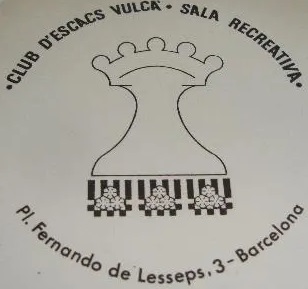 •CLUB D'ESCACS VULCÀ • SALA RECREATIVA•
Pl. Fernando de Lesseps, 3 - Barcelona